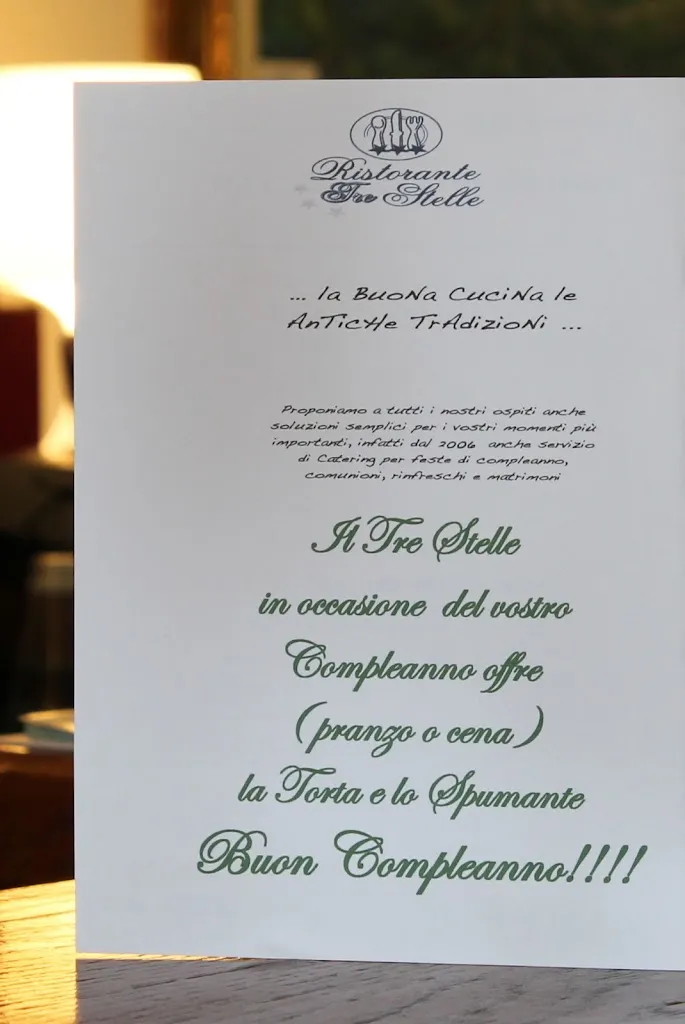 Ristorante
Tre Stelle
... la BuoNa CuciNa le
AnTicHe TrAdizioNi ...
Proponiamo a tutti i nostri ospiti anche
soluzioni semplici per i vostri momenti più
importanti, infatti dal 2006 anche servizio
di Catering per feste di compleanno,
comunioni, rinfreschi e matrimoni
Il Tre Stelle
in occasione del vostro
Compleanno offre
(pranzo o cena)
la Torta e lo Spumante
Buon Compleanno!!!!